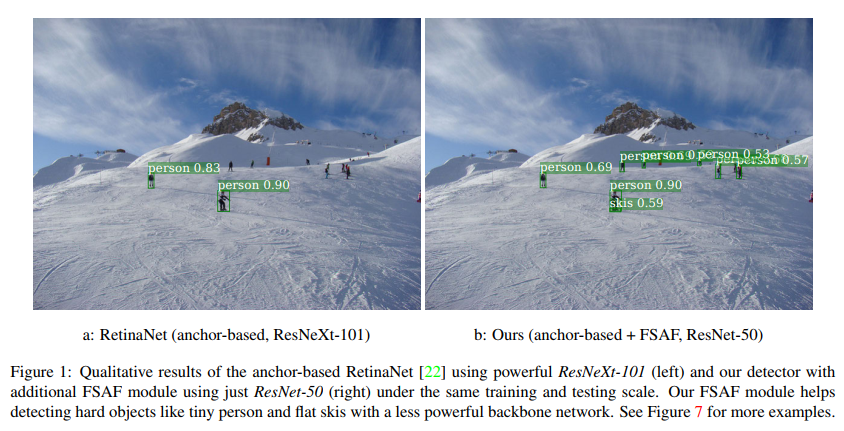 person 0.83
person 0.90
person 0.53
0.57
person 0.69
person 0.90
skis 0.59
a: RetinaNet (anchor-based, ResNeXt-101)
b: Ours (anchor-based + FSAF, ResNet-50)
Figure 1: Qualitative results of the anchor-based RetinaNet [22] using powerful ResNeXt-101 (left) and our detector with
additional FSAF module using just ResNet-50 (right) under the same training and testing scale. Our FSAF module helps
detecting hard objects like tiny person and flat skis with a less powerful backbone network. See Figure 7 for more examples.